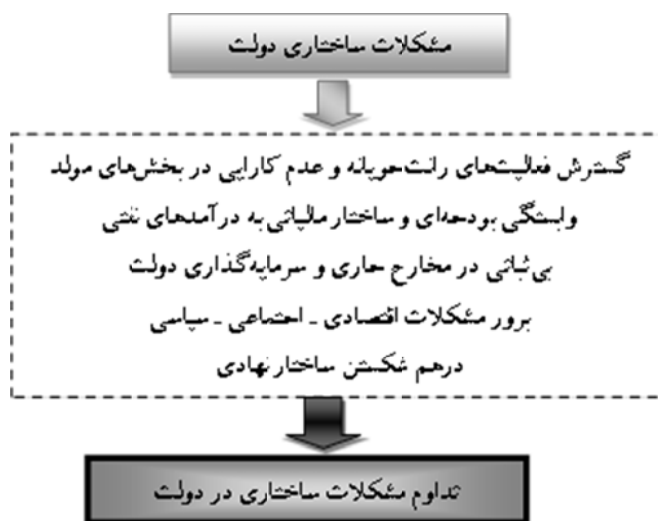 مشکلات ساختاری دولت
گسترش فعالیت‌های رانت‌جویانه و عدم کارایی در بخش‌های مولد
وابستگی بودجه‌ای و ساختار مالیاتی به درآمدهای نفتی
بی‌ثباتی در مخارج جاری و سرمایه‌گذاری دولت
بروز مشکلات اقتصادی ـ اجتماعی ـ سیاسی
درهم شکستن ساختار نهادی
تداوم مشکلات ساختاری در دولت